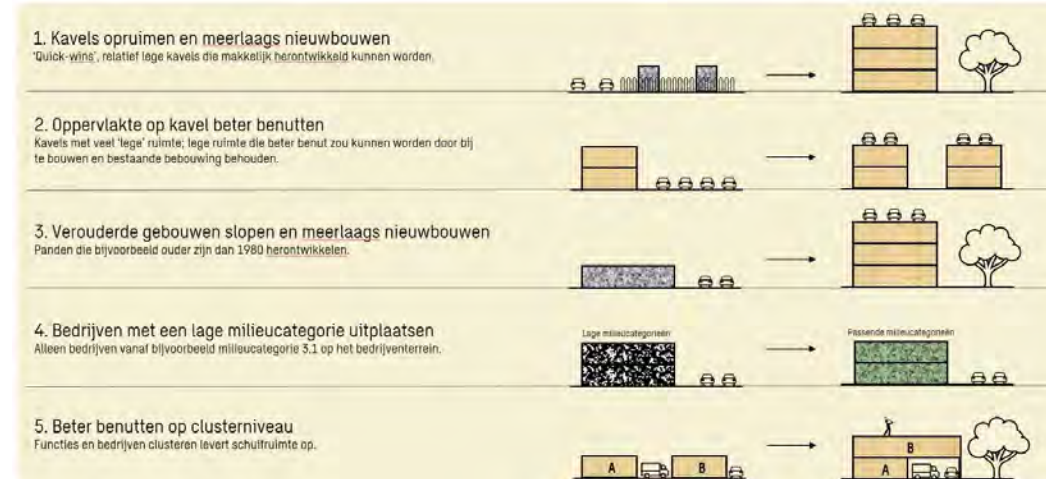 1. Kavels opruimen en meerlaags nieuwbouwen
'Quick-wins', relatief lege kavels die makkelijk herontwikkeld kunnen worden.
2. Oppervlakte op kavel beter benutten
Kavels met veel 'lege' ruimte; lege ruimte die beter benut zou kunnen worden door bij
te bouwen en bestaande bebouwing behouden.
3. Verouderde gebouwen slopen en meerlaags nieuwbouwen
Panden die bijvoorbeeld ouder zijn dan 1980 herontwikkelen.
4. Bedrijven met een lage milieucategorie uitplaatsen
Alleen bedrijven vanaf bijvoorbeeld milieucategorie 3.1 op het bedrijventerrein.
Lage milieucategorieën
Passende milieucategorieën
5. Beter benutten op clusterniveau
Functies en bedrijven clusteren levert schuifruimte op.
A
B
B
A